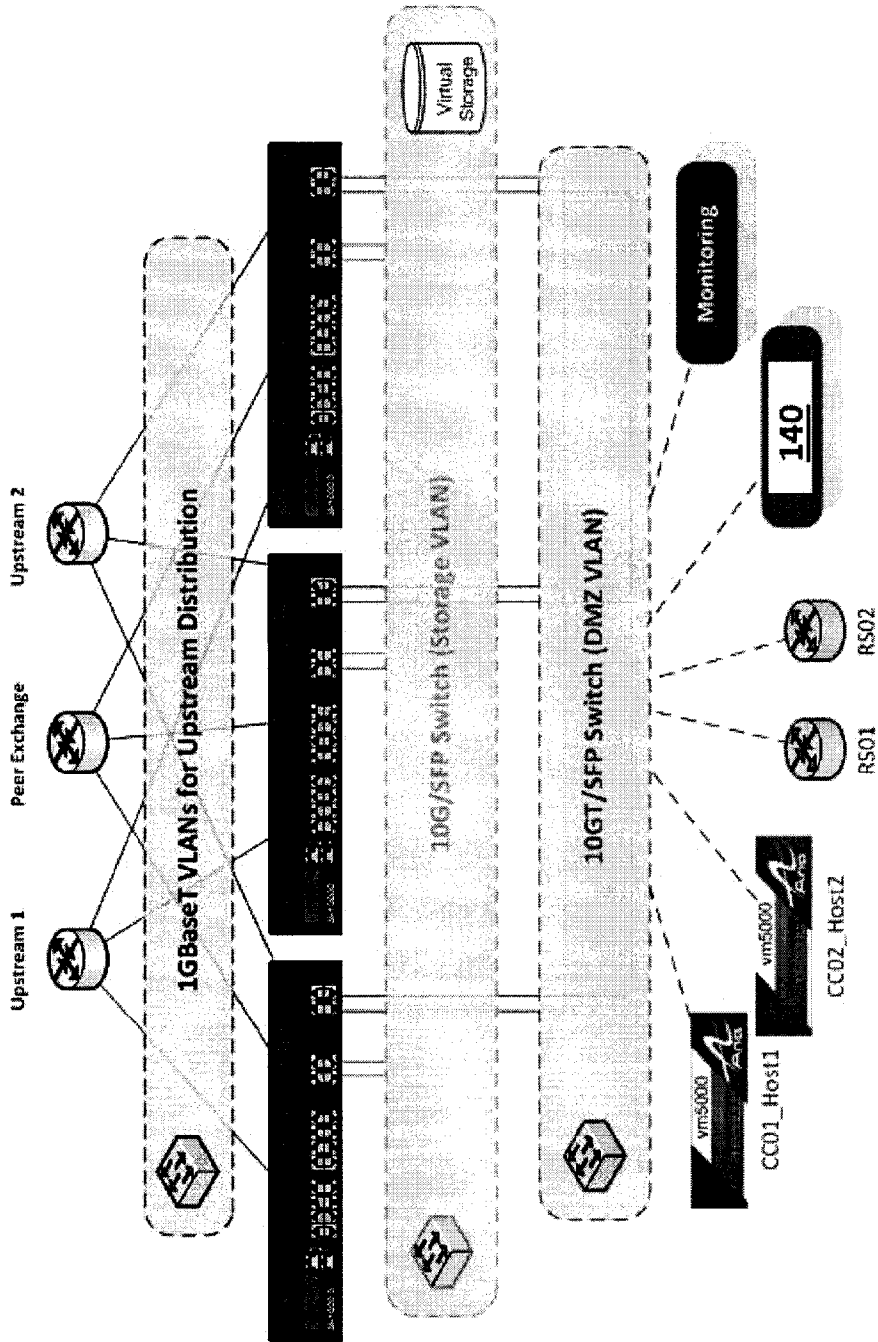 Upstream 1
Peer Exchange
Upstream 2
1GBaseT VLANs for Upstream Distribution
10G/SFP Switch (Storage VLAN)
Virtual
Storage
10GT/SFP Switch (DMZ VLAN)
vm5000
CC01_Host1
vm5000
CC02_Host2
RS01
RS02
140
Monitoring